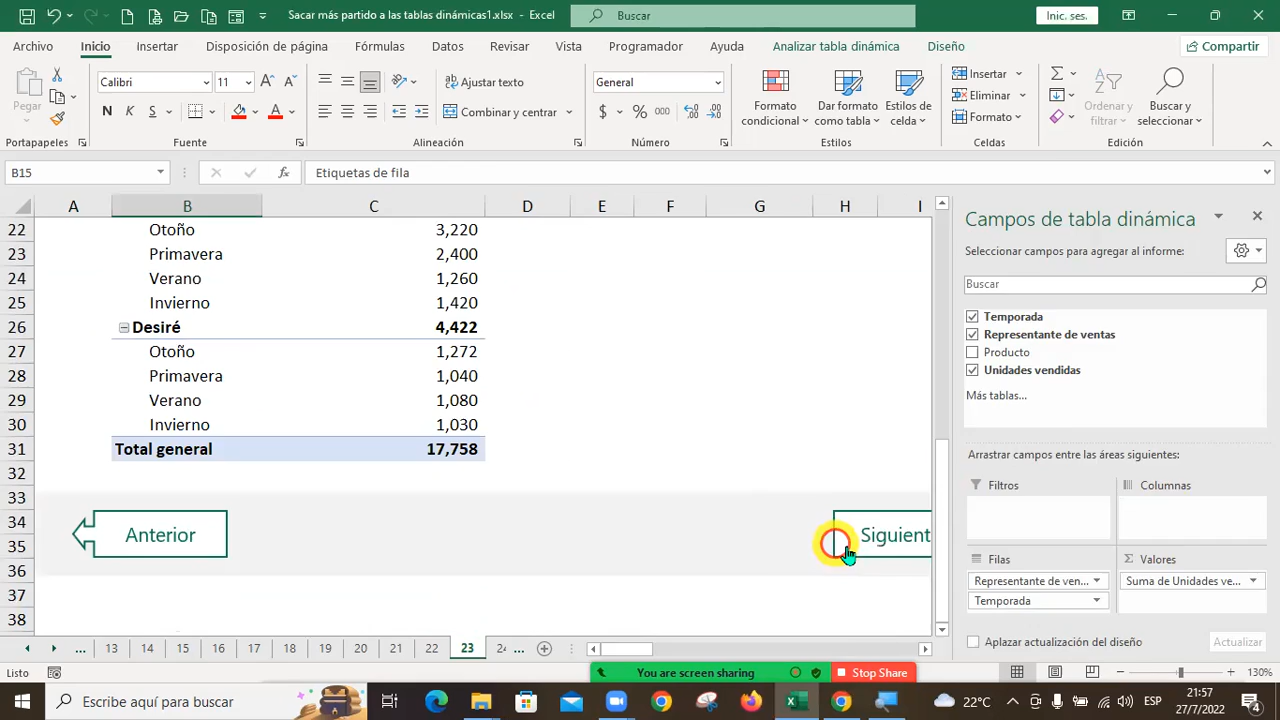 Sacar más partido a las tablas dinámicas1.xlsx - Excel
Buscar
Inic. ses.
Archivo Inicio Insertar Disposición de página Fórmulas Datos Revisar Vista Programador Ayuda Analizar tabla dinámica Diseño Compartir
Pegar
Calibri 11
N K S
Ajustar texto
Combinar y centrar
General
$ % 000
Formato condicional
Dar formato como tabla
Estilos de celda
Insertar
Eliminar
Formato
Ordenar y filtrar
Buscar y seleccionar
Portapapeles Fuente Alineación Número Estilos Celdas Edición
B15 fx Etiquetas de fila
A B C D E F G H I
22 Otoño 3,220
23 Primavera 2,400
24 Verano 1,260
25 Invierno 1,420
26 Desiré 4,422
27 Otoño 1,272
28 Primavera 1,040
29 Verano 1,080
30 Invierno 1,030
31 Total general 17,758
32
33
34
35
36
37
38
Anterior
Siguient
Campos de tabla dinámica
Seleccionar campos para agregar al informe:
Buscar
Temporada
Representante de ventas
Producto
Unidades vendidas
Más tablas...
Arrastrar campos entre las áreas siguientes:
Filtros Columnas
Filas Valores
Representante de ven... Suma de Unidades ve...
Temporada
Aplazar actualización del diseño Actualizar
... 13 14 15 16 17 18 19 20 21 22 23 24 ...
Listo
You are screen sharing Stop Share
130%
Escribe aquí para buscar
22°C
ESP
21:57
27/7/2022
4